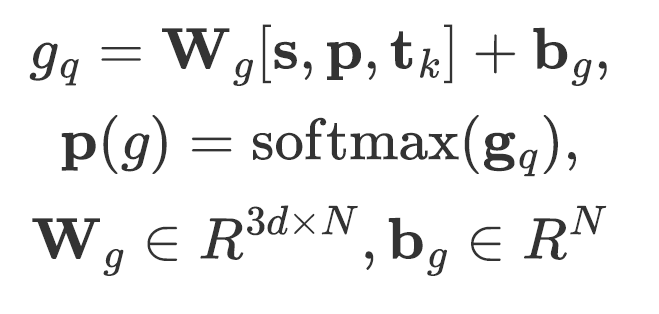 g_q = W_g[s, p, t_k] + b_g,
p(g) = softmax(g_q),
W_g ∈ R^{3d×N}, b_g ∈ R^N